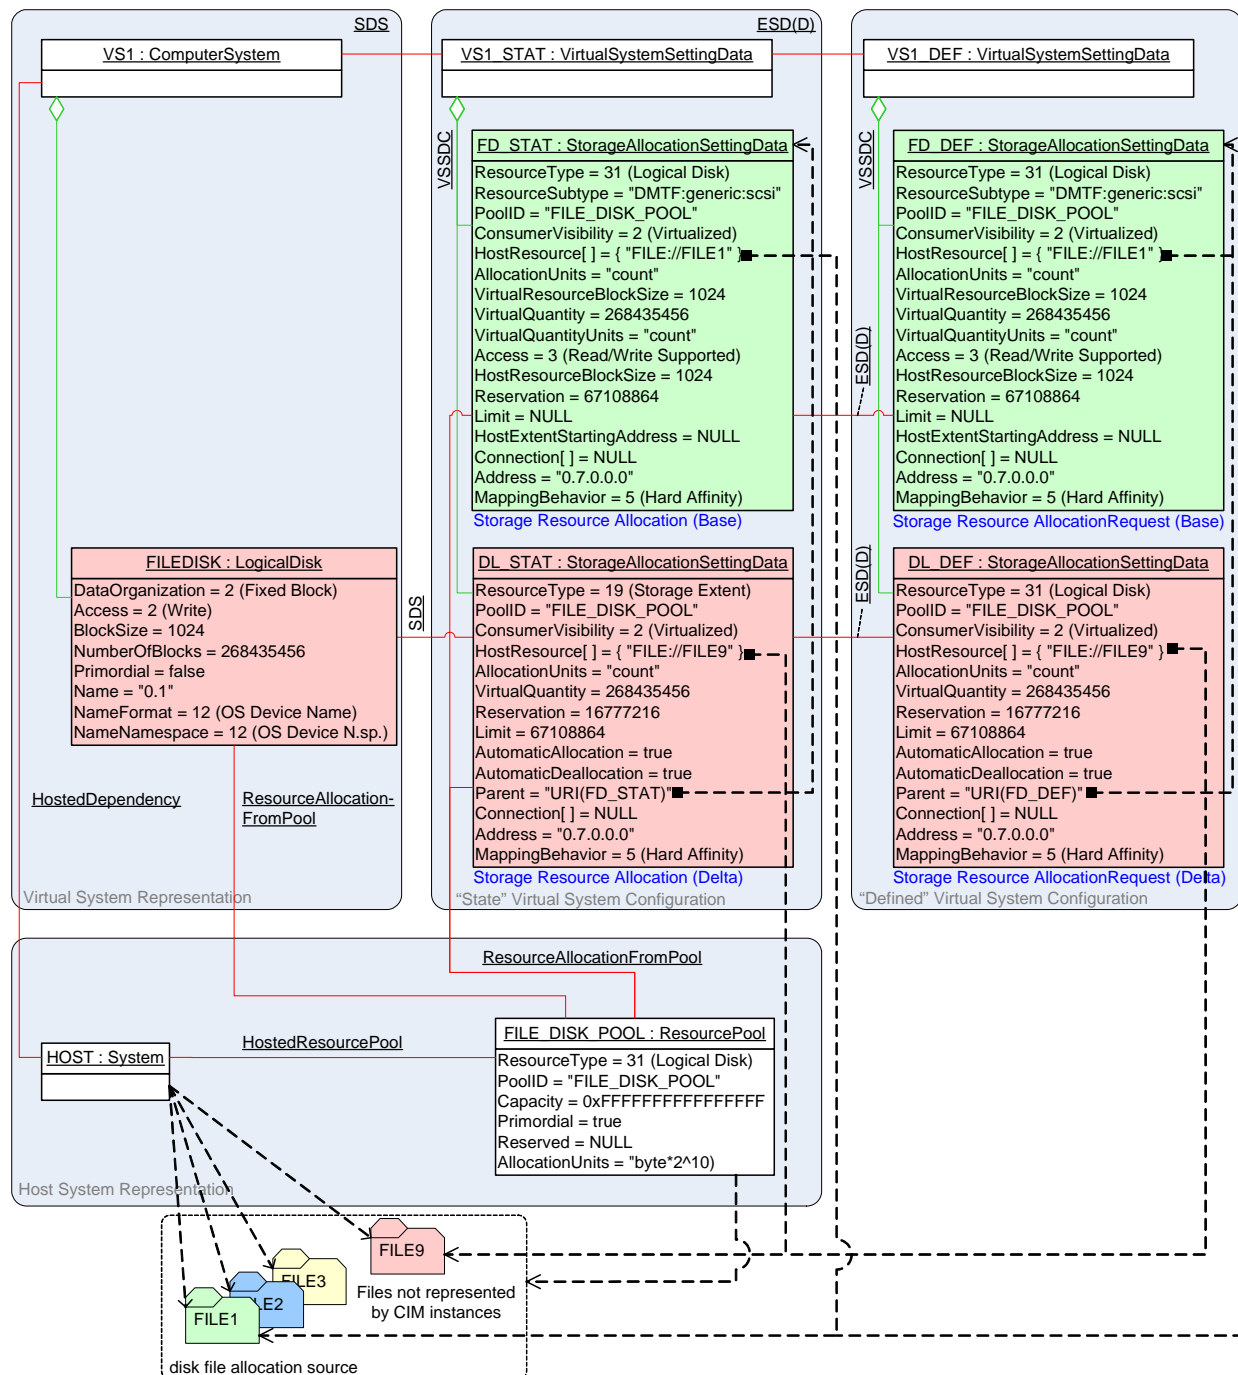 SDS
VS1 : ComputerSystem
ESD(D)
VS1_STAT : VirtualSystemSettingData
VS1_DEF : VirtualSystemSettingData
VSSDC
FD_STAT : StorageAllocationSettingData
ResourceType = 31 (Logical Disk)
ResourceSubtype = "DMTF:generic:scsi"
PoolID = "FILE_DISK_POOL"
ConsumerVisibility = 2 (Virtualized)
HostResource[ ] = { "FILE://FILE1" }
AllocationUnits = "count"
VirtualResourceBlockSize = 1024
VirtualQuantity = 268435456
VirtualQuantityUnits = "count"
Access = 3 (Read/Write Supported)
HostResourceBlockSize = 1024
Reservation = 67108864
Limit = NULL
HostExtentStartingAddress = NULL
Connection[ ] = NULL
Address = "0.7.0.0.0"
MappingBehavior = 5 (Hard Affinity)
Storage Resource Allocation (Base)
VSSDC
FD_DEF : StorageAllocationSettingData
ResourceType = 31 (Logical Disk)
ResourceSubtype = "DMTF:generic:scsi"
PoolID = "FILE_DISK_POOL"
ConsumerVisibility = 2 (Virtualized)
HostResource[ ] = { "FILE://FILE1" }
AllocationUnits = "count"
VirtualResourceBlockSize = 1024
VirtualQuantity = 268435456
VirtualQuantityUnits = "count"
Access = 3 (Read/Write Supported)
HostResourceBlockSize = 1024
Reservation = 67108864
Limit = NULL
HostExtentStartingAddress = NULL
Connection[ ] = NULL
Address = "0.7.0.0.0"
MappingBehavior = 5 (Hard Affinity)
Storage Resource AllocationRequest (Base)
ESD(D)
FILEDISK : LogicalDisk
DataOrganization = 2 (Fixed Block)
Access = 2 (Write)
BlockSize = 1024
NumberOfBlocks = 268435456
Primordial = false
Name = "0.1"
NameFormat = 12 (OS Device Name)
NameNamespace = 12 (OS Device N.sp.)
SDS
DL_STAT : StorageAllocationSettingData
ResourceType = 19 (Storage Extent)
PoolID = "FILE_DISK_POOL"
ConsumerVisibility = 2 (Virtualized)
HostResource[ ] = { "FILE://FILE9" }
AllocationUnits = "count"
VirtualQuantity = 268435456
Reservation = 16777216
Limit = 67108864
AutomaticAllocation = true
AutomaticDeallocation = true
Parent = "URI(FD_STAT)"
Connection[ ] = NULL
Address = "0.7.0.0.0"
MappingBehavior = 5 (Hard Affinity)
Storage Resource Allocation (Delta)
ESD(D)
DL_DEF : StorageAllocationSettingData
ResourceType = 31 (Logical Disk)
PoolID = "FILE_DISK_POOL"
ConsumerVisibility = 2 (Virtualized)
HostResource[ ] = { "FILE://FILE9" }
AllocationUnits = "count"
VirtualQuantity = 268435456
Reservation = 16777216
Limit = 67108864
AutomaticAllocation = true
AutomaticDeallocation = true
Parent = "URI(FD_DEF)"
Connection[ ] = NULL
Address = "0.7.0.0.0"
MappingBehavior = 5 (Hard Affinity)
Storage Resource AllocationRequest (Delta)
HostedDependency
ResourceAllocation-
FromPool
Virtual System Representation
"State" Virtual System Configuration
"Defined" Virtual System Configuration
ResourceAllocationFromPool
HOST : System
HostedResourcePool
FILE_DISK_POOL : ResourcePool
ResourceType = 31 (Logical Disk)
PoolID = "FILE_DISK_POOL"
Capacity = 0xFFFFFFFFFFFFFFFF
Primordial = true
Reserved = NULL
AllocationUnits = "byte*2^10)
Host System Representation
FILE9
FILE3
LE2
FILE1
Files not represented
by CIM instances
disk file allocation source